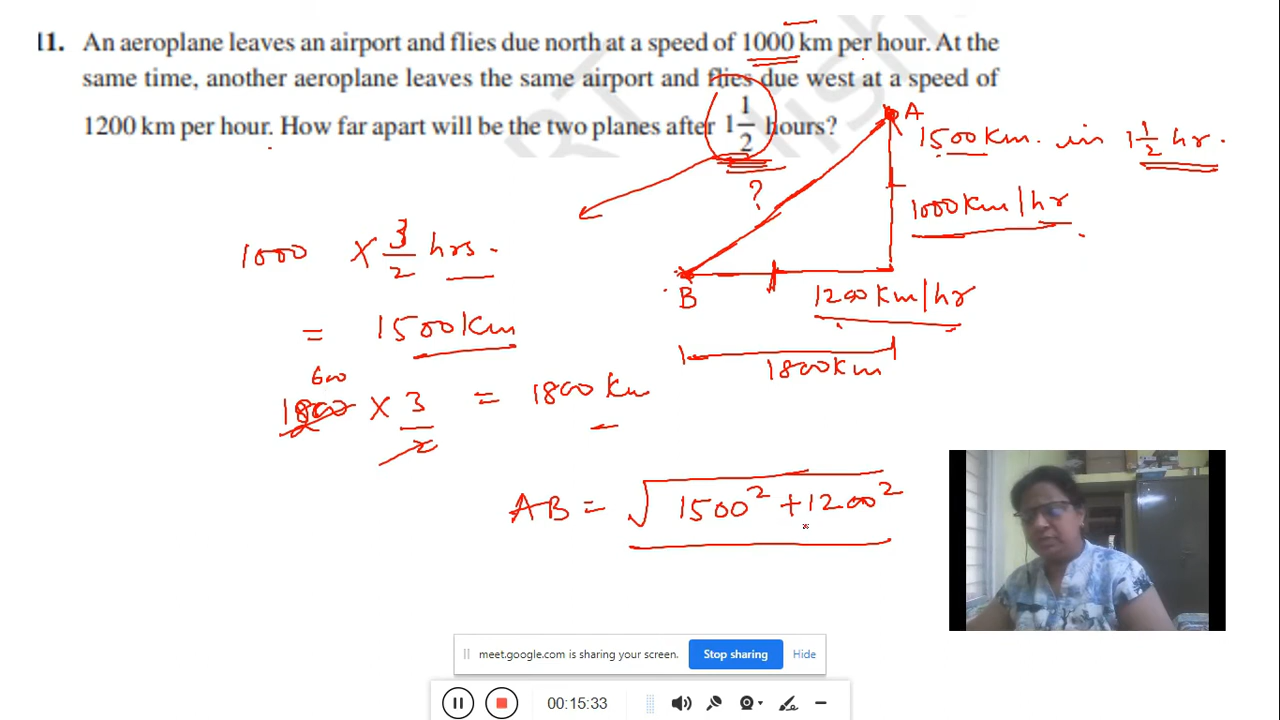 11. An aeroplane leaves an airport and flies due north at a speed of 1000 km per hour. At the
same time, another aeroplane leaves the same airport and flies due west at a speed of
1200 km per hour. How far apart will be the two planes after 1 1/2 hours?
A
1500 km. in 1 1/2 hr.
?
1000 km/hr
B
1200 km/hr
1800 km
1000 × 3/2 hrs.
= 1500 km
600
1800 × 3/2 = 1800 km
AB = √1500² + 1200²
meet.google.com is sharing your screen. Stop sharing Hide
00:15:33